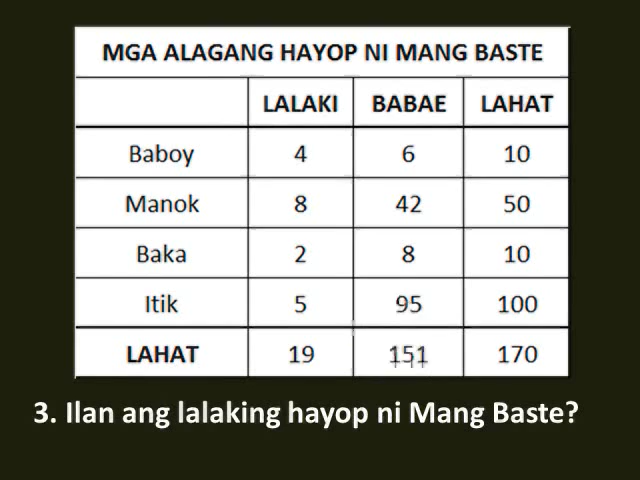 MGA ALAGANG HAYOP NI MANG BASTE
LALAKI BABAE LAHAT
Baboy 4 6 10
Manok 8 42 50
Baka 2 8 10
Itik 5 95 100
LAHAT 19 151 170
3. Ilan ang lalaking hayop ni Mang Baste?